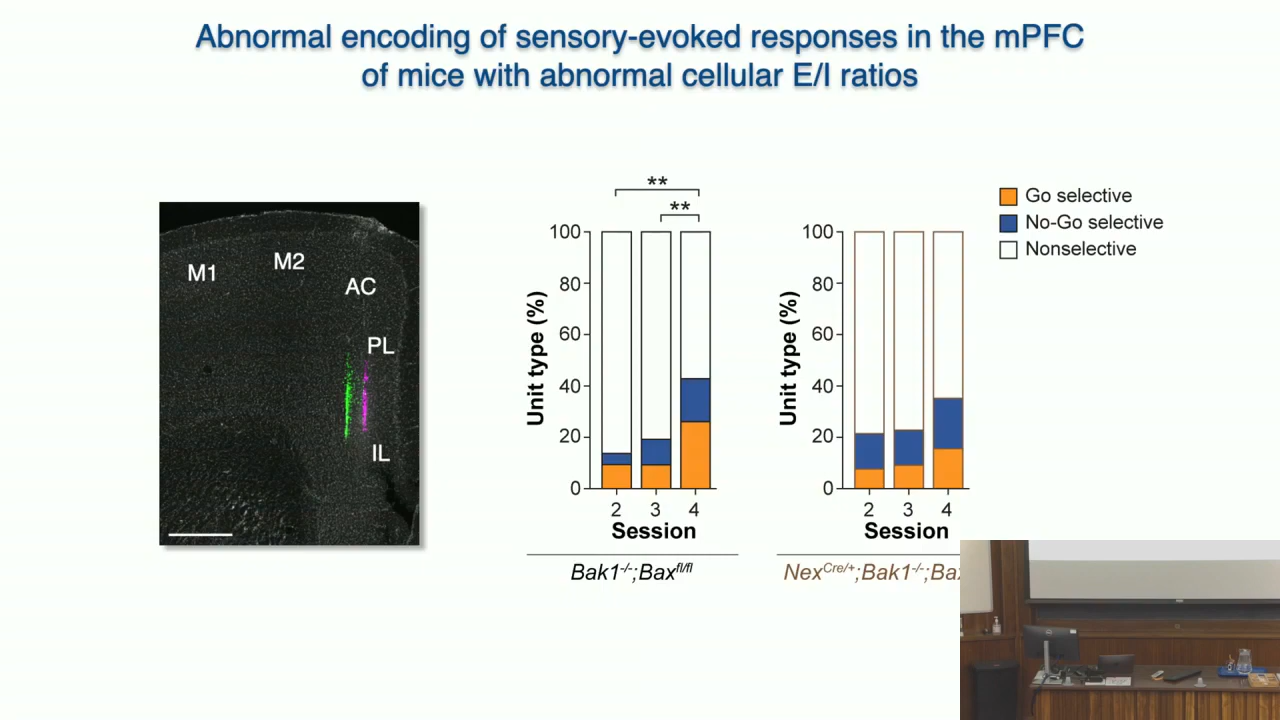 Abnormal encoding of sensory-evoked responses in the mPFC
of mice with abnormal cellular E/I ratios
M1
M2
AC
PL
IL
**
**
Unit type (%)
100
80
60
40
20
0
2 3 4
Session
Bak1-/-;Baxfl/fl
Unit type (%)
100
80
60
40
20
0
2 3 4
Session
NexCre/+;Bak1-/-;Ba
Go selective
No-Go selective
Nonselective